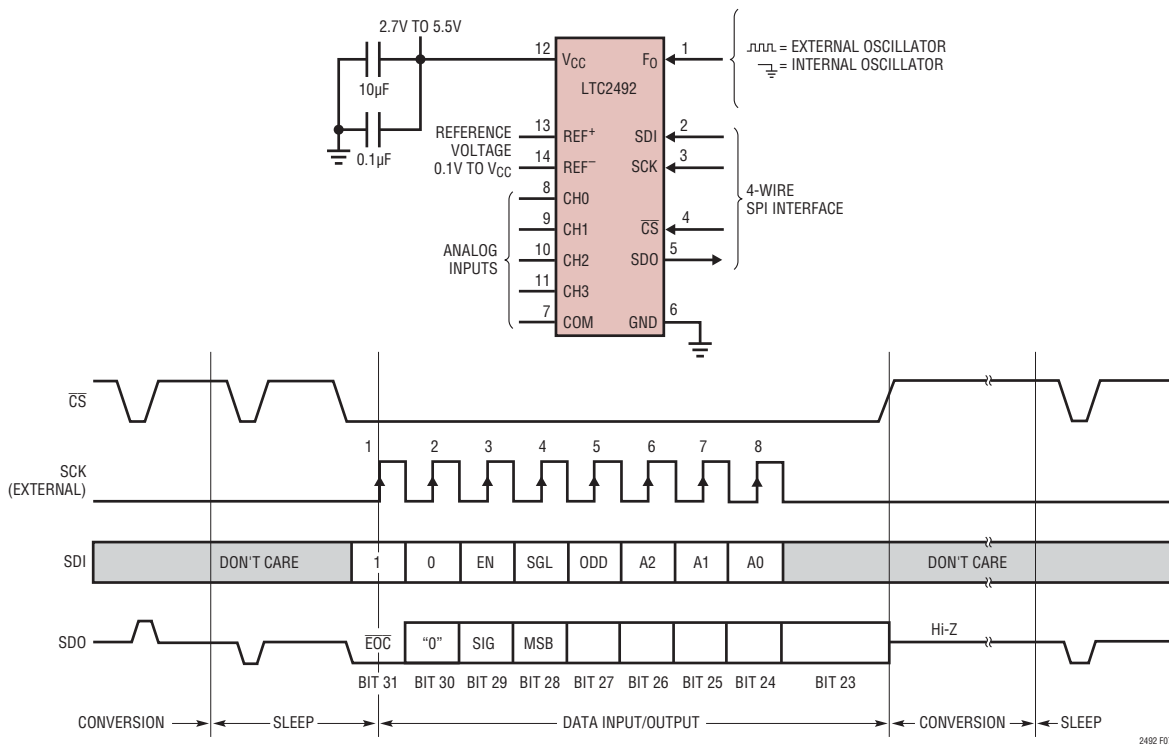 2.7V TO 5.5V
10µF
0.1µF
12
VCC
FO
1
= EXTERNAL OSCILLATOR
= INTERNAL OSCILLATOR
LTC2492
REFERENCE
VOLTAGE
0.1V TO VCC
13
REF+
SDI
2
14
REF–
SCK
3
4-WIRE
SPI INTERFACE
ANALOG
INPUTS
8
CH0
9
CH1
CS
4
10
CH2
SDO
5
11
CH3
7
COM
GND
6
CS
SCK
(EXTERNAL)
1 2 3 4 5 6 7 8
SDI
DON'T CARE 1 0 EN SGL ODD A2 A1 A0 DON'T CARE
SDO
EOC "0" SIG MSB Hi-Z
BIT 31 BIT 30 BIT 29 BIT 28 BIT 27 BIT 26 BIT 25 BIT 24 BIT 23
CONVERSION SLEEP DATA INPUT/OUTPUT CONVERSION SLEEP